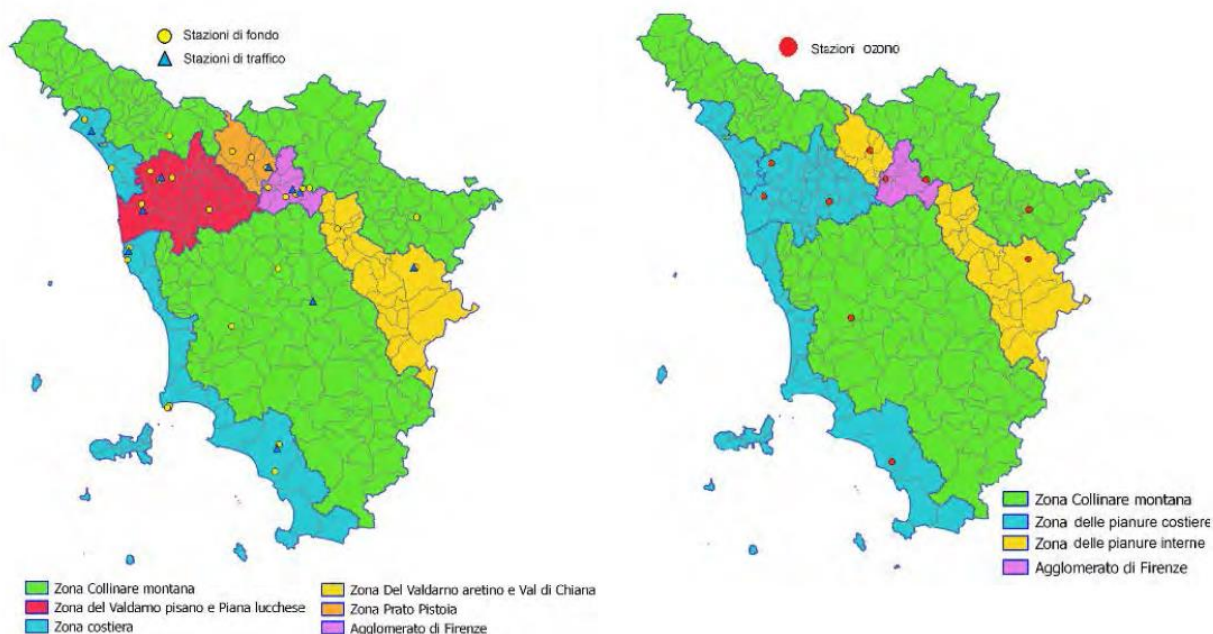 Stazioni di fondo
Stazioni di traffico
Zona Collinare montana
Zona del Valdarno pisano e Piana lucchese
Zona costiera
Zona Del Valdarno aretino e Val di Chiana
Zona Prato Pistoia
Agglomerato di Firenze
Stazioni ozono
Zona Collinare montana
Zona delle pianure costiere
Zona delle pianure interne
Agglomerato di Firenze